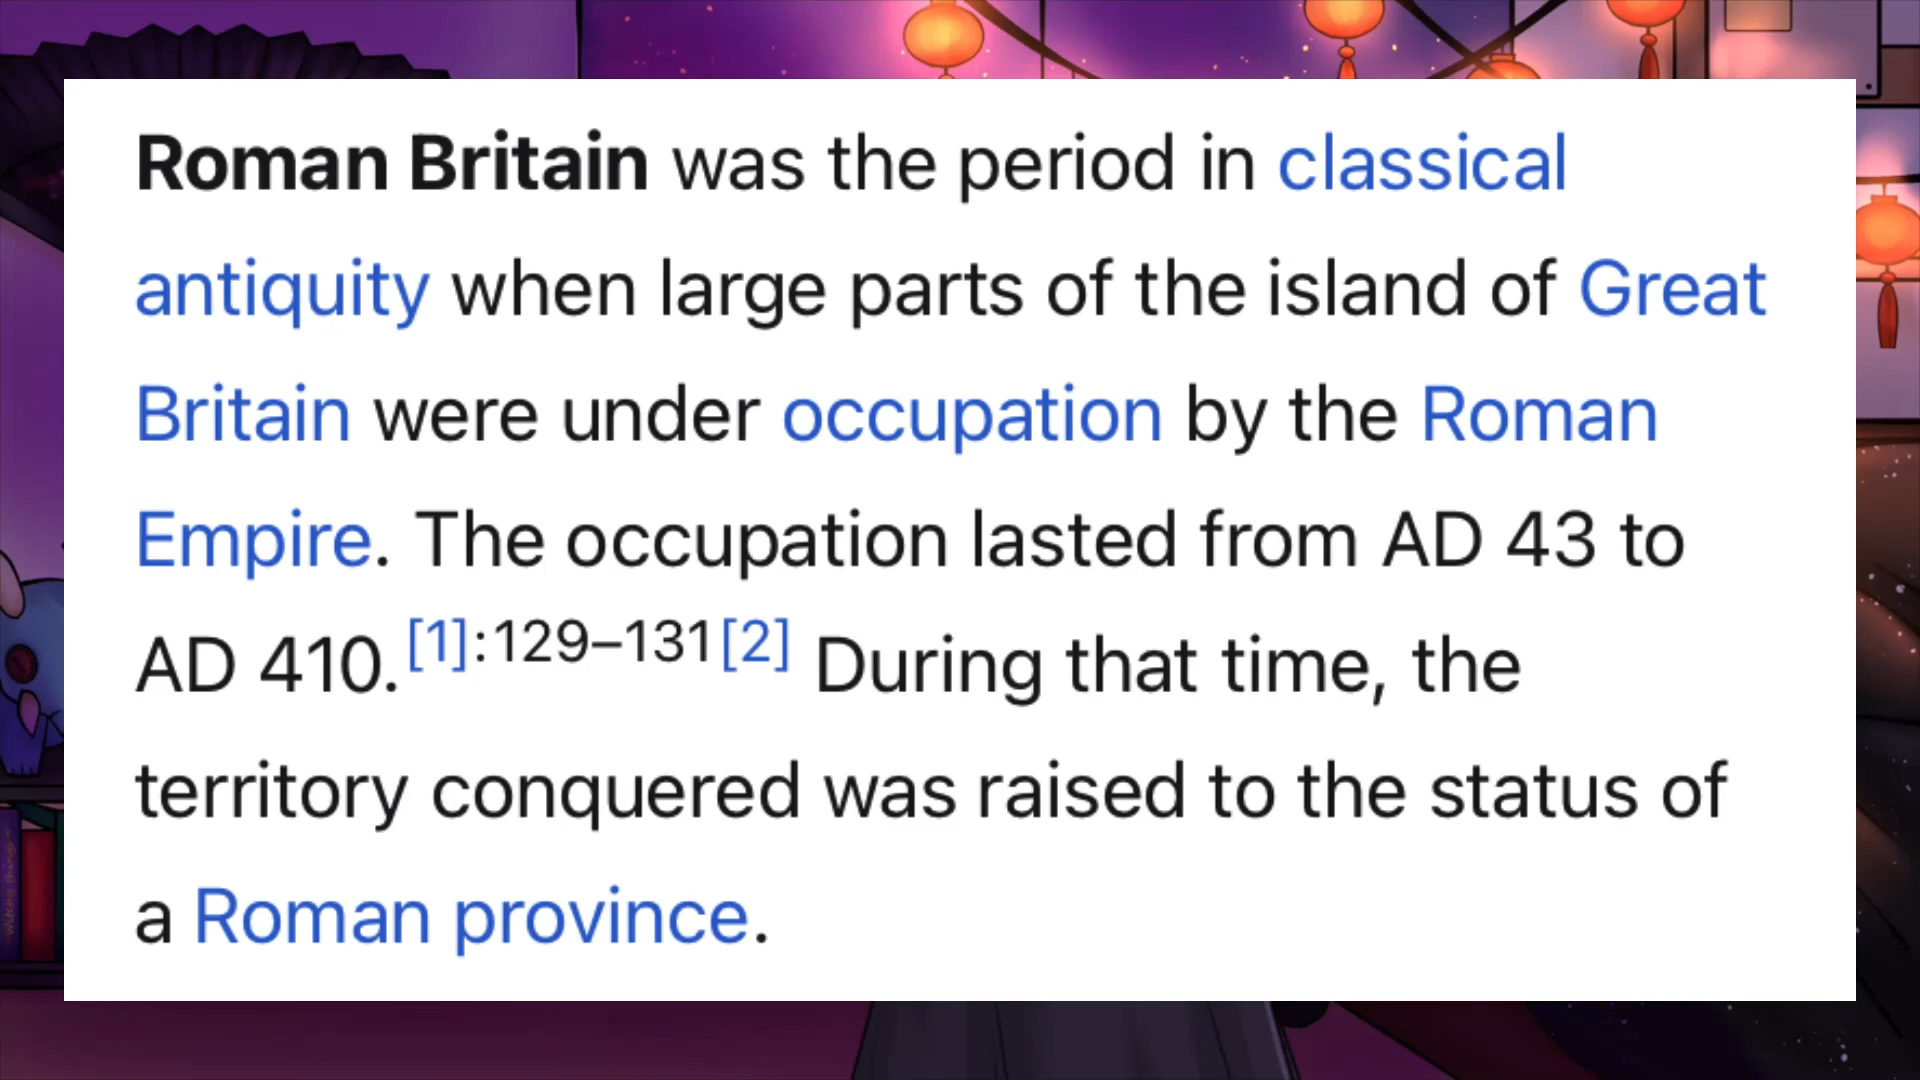 Roman Britain was the period in classical
antiquity when large parts of the island of Great
Britain were under occupation by the Roman
Empire. The occupation lasted from AD 43 to
AD 410.[1]:129–131[2] During that time, the
territory conquered was raised to the status of
a Roman province.
Witchy things